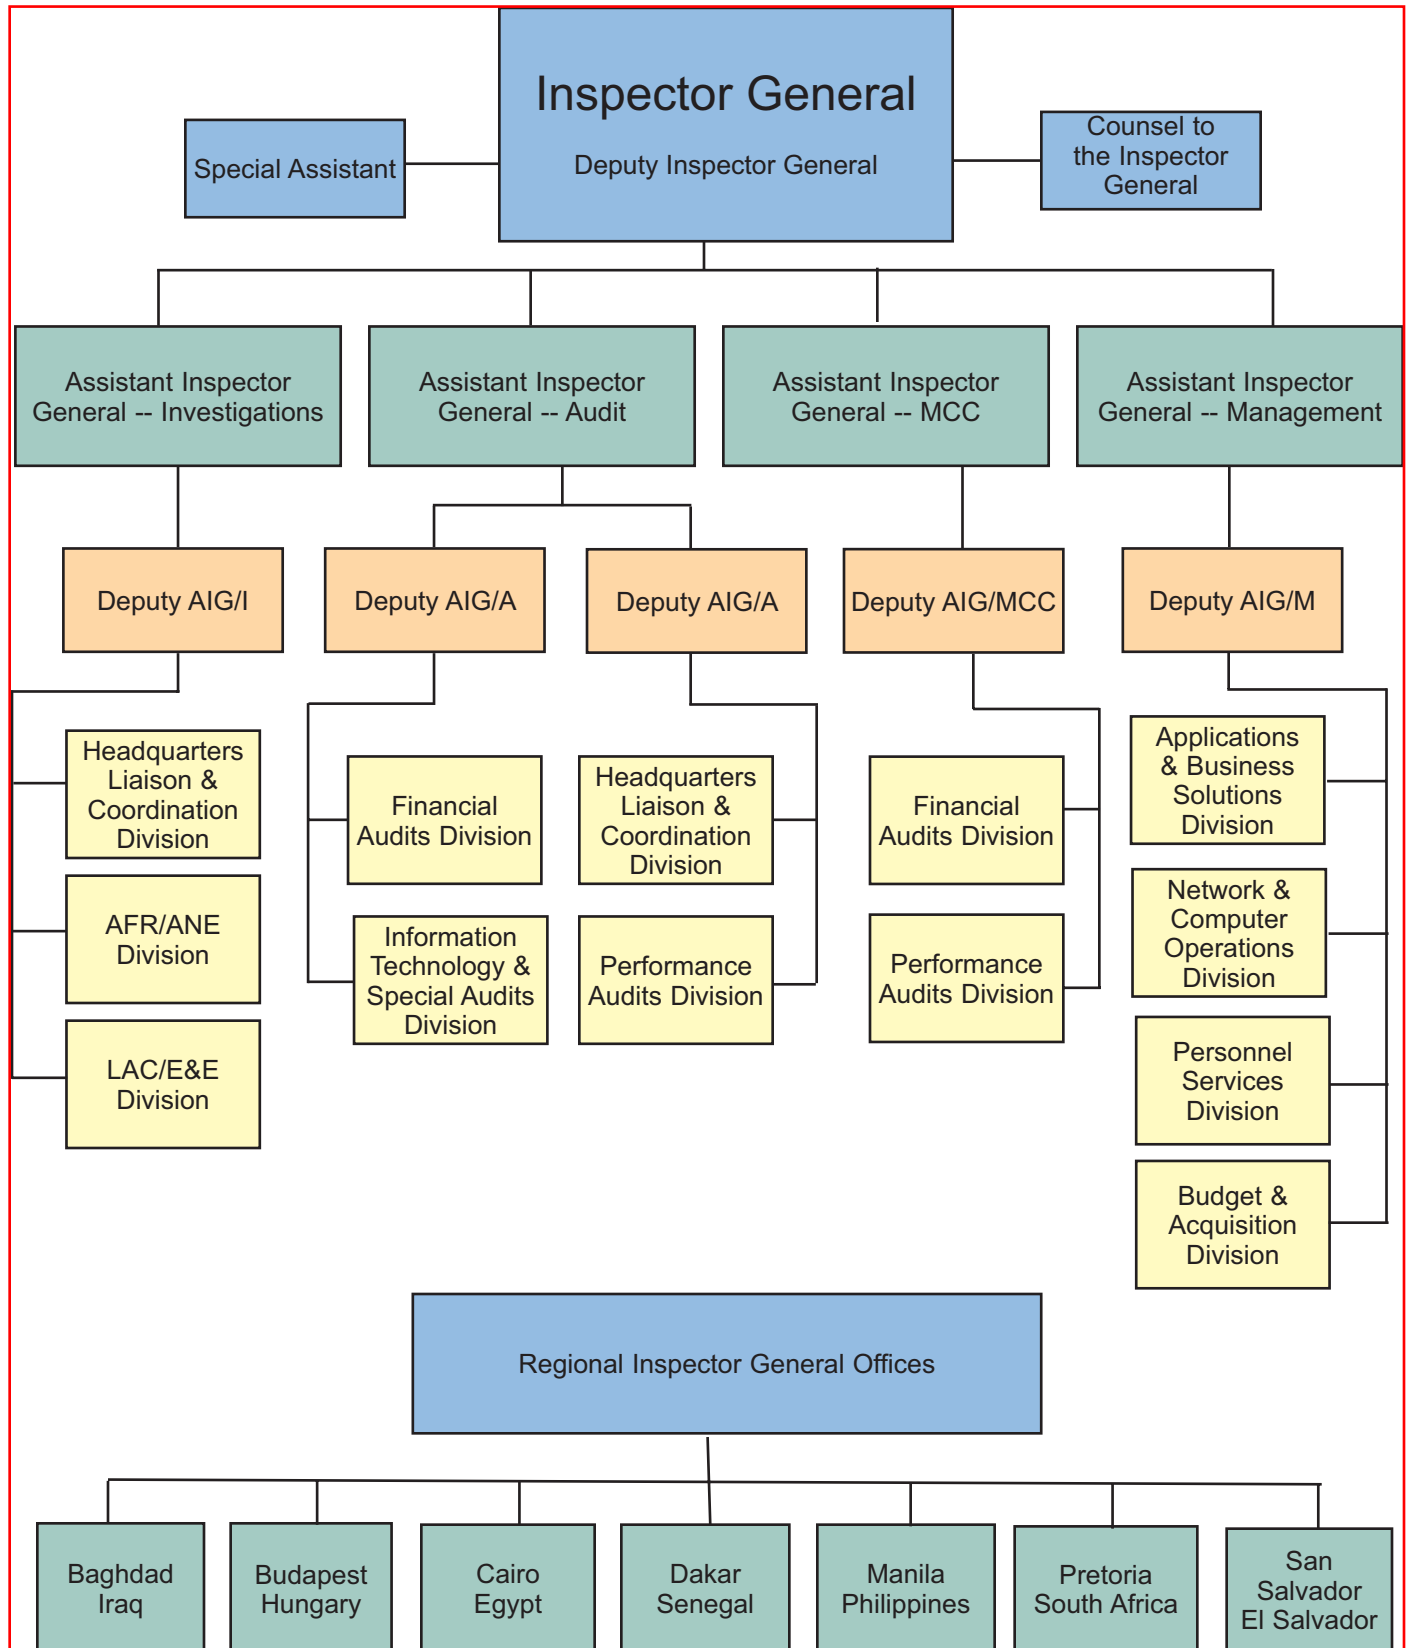 Inspector General
Deputy Inspector General
Special Assistant
Counsel to
the Inspector
General
Assistant Inspector
General -- Investigations
Assistant Inspector
General -- Audit
Assistant Inspector
General -- MCC
Assistant Inspector
General -- Management
Deputy AIG/I
Deputy AIG/A
Deputy AIG/A
Deputy AIG/MCC
Deputy AIG/M
Headquarters
Liaison &
Coordination
Division
AFR/ANE
Division
LAC/E&E
Division
Financial
Audits Division
Information
Technology &
Special Audits
Division
Headquarters
Liaison &
Coordination
Division
Performance
Audits Division
Financial
Audits Division
Performance
Audits Division
Applications
& Business
Solutions
Division
Network &
Computer
Operations
Division
Personnel
Services
Division
Budget &
Acquisition
Division
Regional Inspector General Offices
Baghdad
Iraq
Budapest
Hungary
Cairo
Egypt
Dakar
Senegal
Manila
Philippines
Pretoria
South Africa
San
Salvador
El Salvador